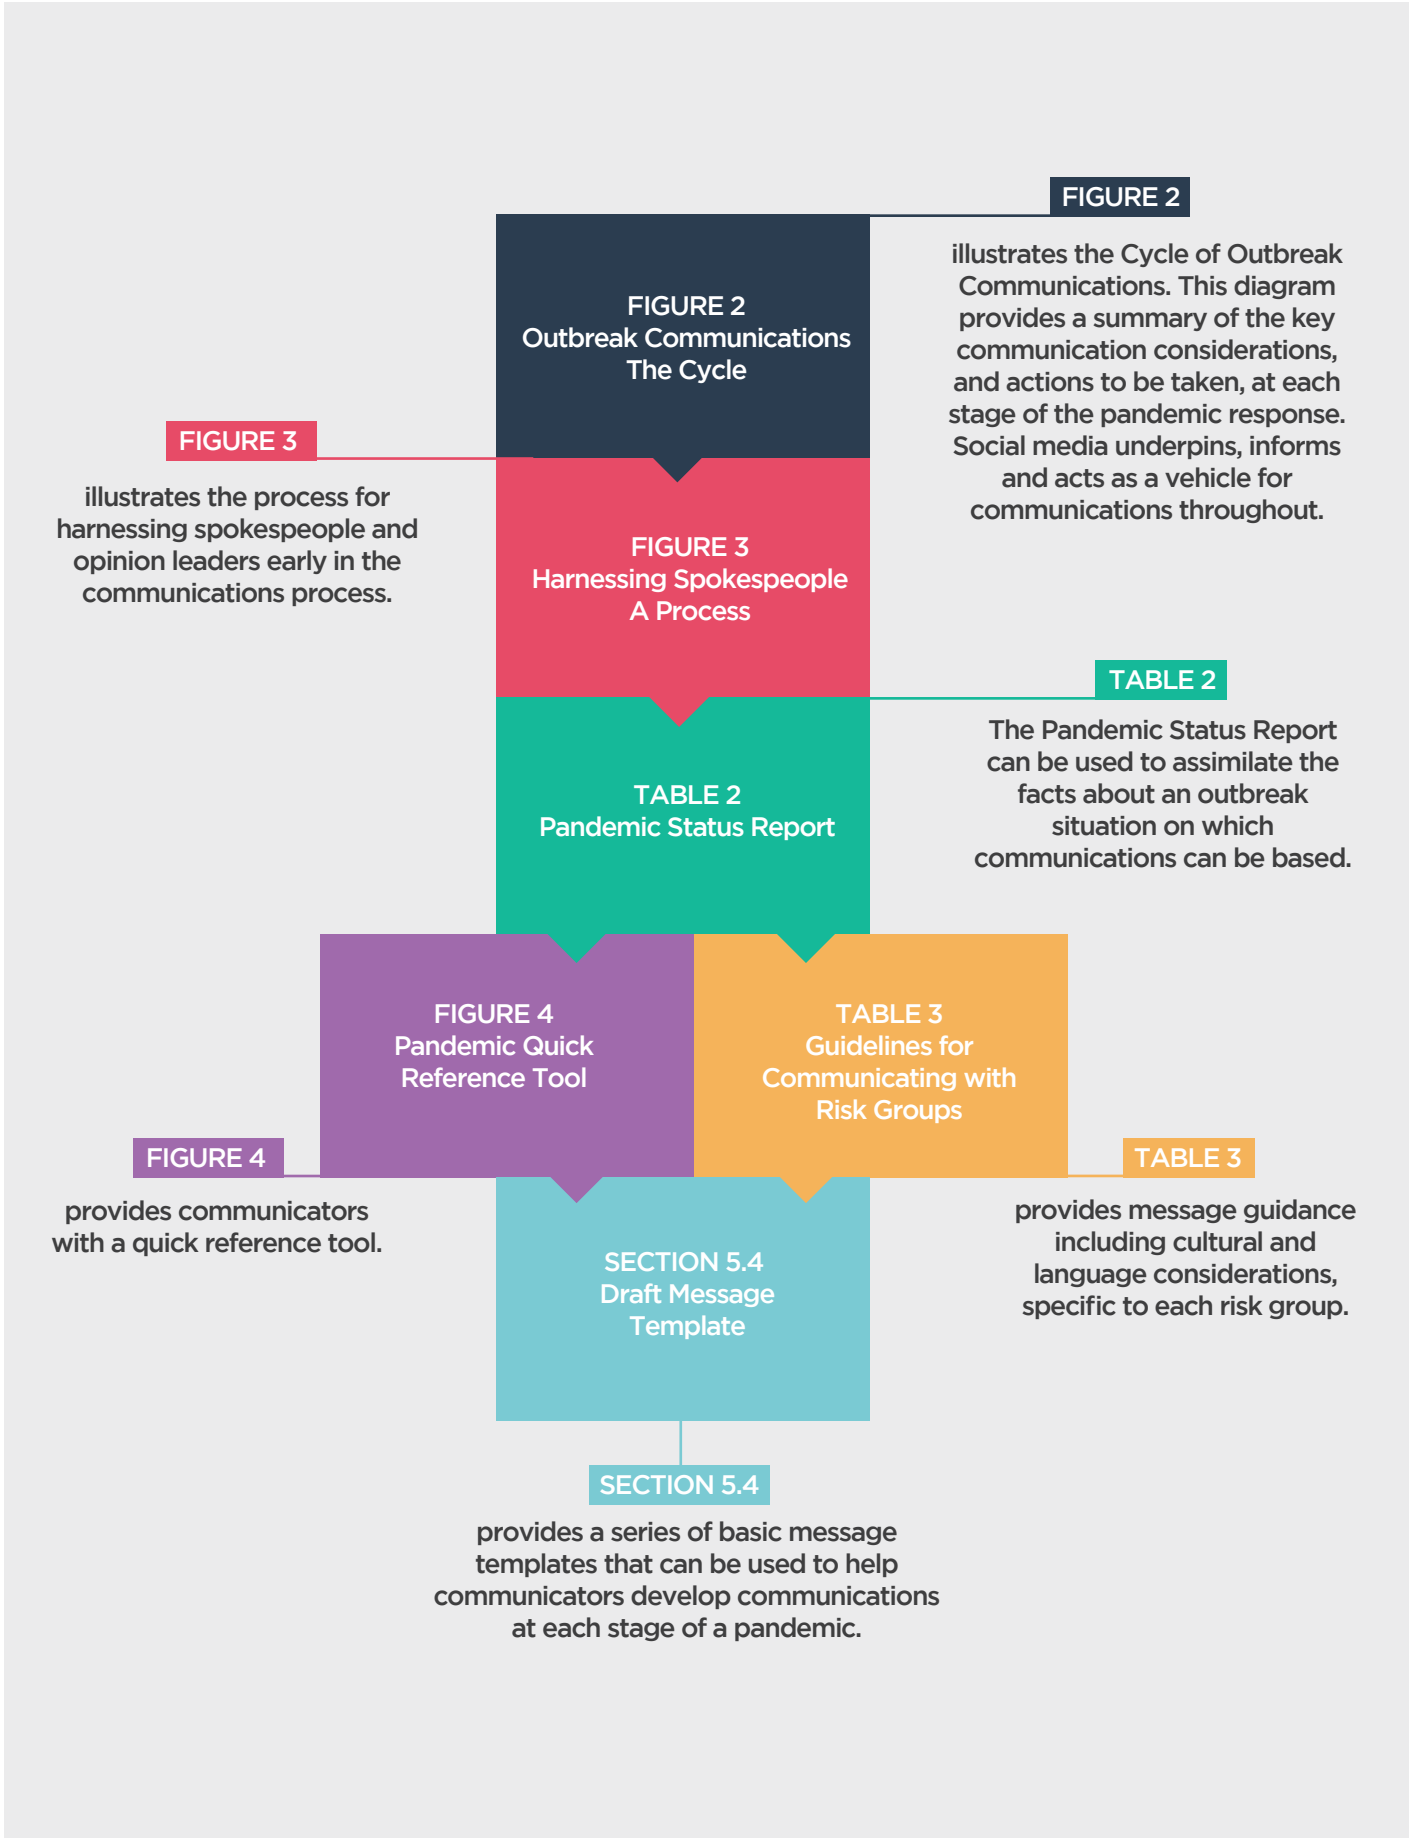 FIGURE 2
illustrates the Cycle of Outbreak
Communications. This diagram
provides a summary of the key
communication considerations,
and actions to be taken, at each
stage of the pandemic response.
Social media underpins, informs
and acts as a vehicle for
communications throughout.
FIGURE 2
Outbreak Communications
The Cycle
FIGURE 3
illustrates the process for
harnessing spokespeople and
opinion leaders early in the
communications process.
FIGURE 3
Harnessing Spokespeople
A Process
TABLE 2
The Pandemic Status Report
can be used to assimilate the
facts about an outbreak
situation on which
communications can be based.
TABLE 2
Pandemic Status Report
FIGURE 4
Pandemic Quick
Reference Tool
TABLE 3
Guidelines for
Communicating with
Risk Groups
FIGURE 4
provides communicators
with a quick reference tool.
TABLE 3
provides message guidance
including cultural and
language considerations,
specific to each risk group.
SECTION 5.4
Draft Message
Template
SECTION 5.4
provides a series of basic message
templates that can be used to help
communicators develop communications
at each stage of a pandemic.